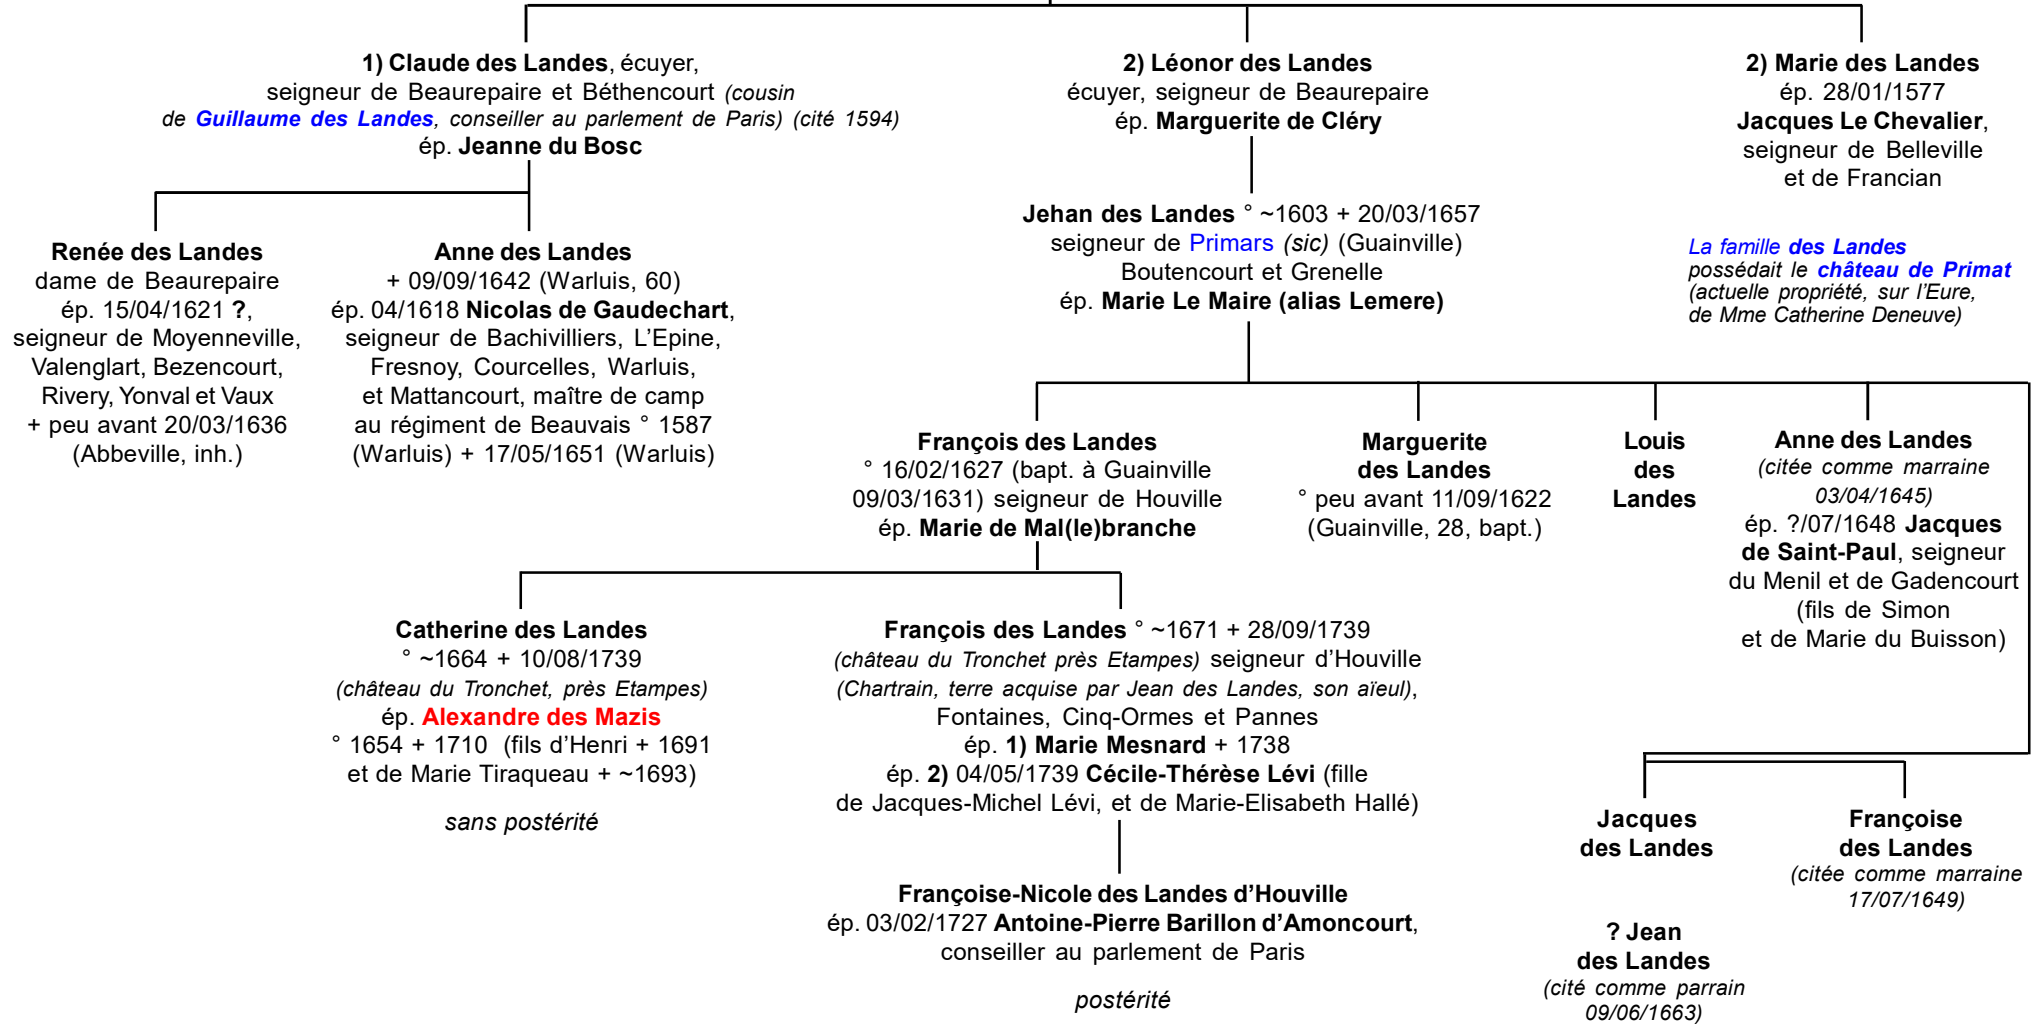 1) Claude des Landes, écuyer,
seigneur de Beaurepaire et Béthencourt (cousin
de Guillaume des Landes, conseiller au parlement de Paris) (cité 1594)
ép. Jeanne du Bosc
2) Léonor des Landes
écuyer, seigneur de Beaurepaire
ép. Marguerite de Cléry
2) Marie des Landes
ép. 28/01/1577
Jacques Le Chevalier,
seigneur de Belleville
et de Francian
Renée des Landes
dame de Beaurepaire
ép. 15/04/1621 ?,
seigneur de Moyenneville,
Valenglart, Bezencourt,
Rivery, Yonval et Vaux
+ peu avant 20/03/1636
(Abbeville, inh.)
Anne des Landes
+ 09/09/1642 (Warluis, 60)
ép. 04/1618 Nicolas de Gaudechart,
seigneur de Bachivilliers, L'Epine,
Fresnoy, Courcelles, Warluis,
et Mattancourt, maître de camp
au régiment de Beauvais ° 1587
(Warluis) + 17/05/1651 (Warluis)
Jehan des Landes ° ~1603 + 20/03/1657
seigneur de Primars (sic) (Guainville)
Boutencourt et Grenelle
ép. Marie Le Maire (alias Lemere)
La famille des Landes
possédait le château de Primat
(actuelle propriété, sur l'Eure,
de Mme Catherine Deneuve)
François des Landes
° 16/02/1627 (bapt. à Guainville
09/03/1631) seigneur de Houville
ép. Marie de Mal(le)branche
Marguerite
des Landes
° peu avant 11/09/1622
(Guainville, 28, bapt.)
Louis
des
Landes
Anne des Landes
(citée comme marraine
03/04/1645)
ép. ?/07/1648 Jacques
de Saint-Paul, seigneur
du Menil et de Gadencourt
(fils de Simon
et de Marie du Buisson)
Catherine des Landes
° ~1664 + 10/08/1739
(château du Tronchet, près Etampes)
ép. Alexandre des Mazis
° 1654 + 1710 (fils d'Henri + 1691
et de Marie Tiraqueau + ~1693)
sans postérité
François des Landes ° ~1671 + 28/09/1739
(château du Tronchet près Etampes) seigneur d'Houville
(Chartrain, terre acquise par Jean des Landes, son aïeul),
Fontaines, Cinq-Ormes et Pannes
ép. 1) Marie Mesnard + 1738
ép. 2) 04/05/1739 Cécile-Thérèse Lévi (fille
de Jacques-Michel Lévi, et de Marie-Elisabeth Hallé)
Jacques
des Landes
Françoise
des Landes
(citée comme marraine
17/07/1649)
Françoise-Nicole des Landes d'Houville
ép. 03/02/1727 Antoine-Pierre Barillon d'Amoncourt,
conseiller au parlement de Paris
postérité
? Jean
des Landes
(cité comme parrain
09/06/1663)